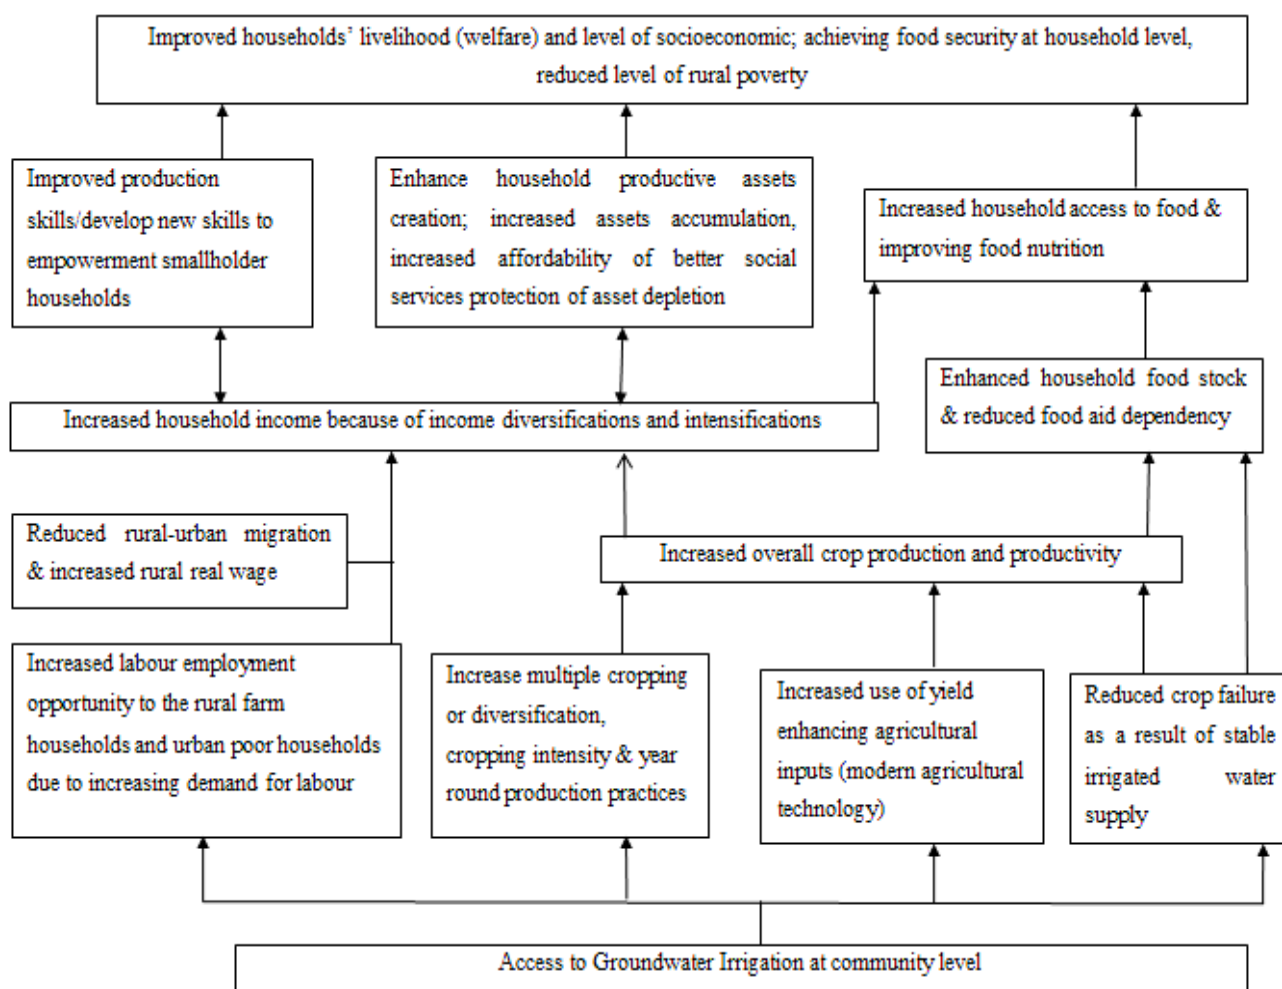 Improved households’ livelihood (welfare) and level of socioeconomic; achieving food security at household level,
reduced level of rural poverty
Improved production
skills/develop new skills to
empowerment smallholder
households
Enhance household productive assets
creation; increased assets accumulation,
increased affordability of better social
services protection of asset depletion
Increased household access to food &
improving food nutrition
Enhanced household food stock
& reduced food aid dependency
Increased household income because of income diversifications and intensifications
Reduced rural-urban migration
& increased rural real wage
Increased overall crop production and productivity
Increased labour employment
opportunity to the rural farm
households and urban poor households
due to increasing demand for labour
Increase multiple cropping
or diversification,
cropping intensity & year
round production practices
Increased use of yield
enhancing agricultural
inputs (modern agricultural
technology)
Reduced crop failure
as a result of stable
irrigated water
supply
Access to Groundwater Irrigation at community level